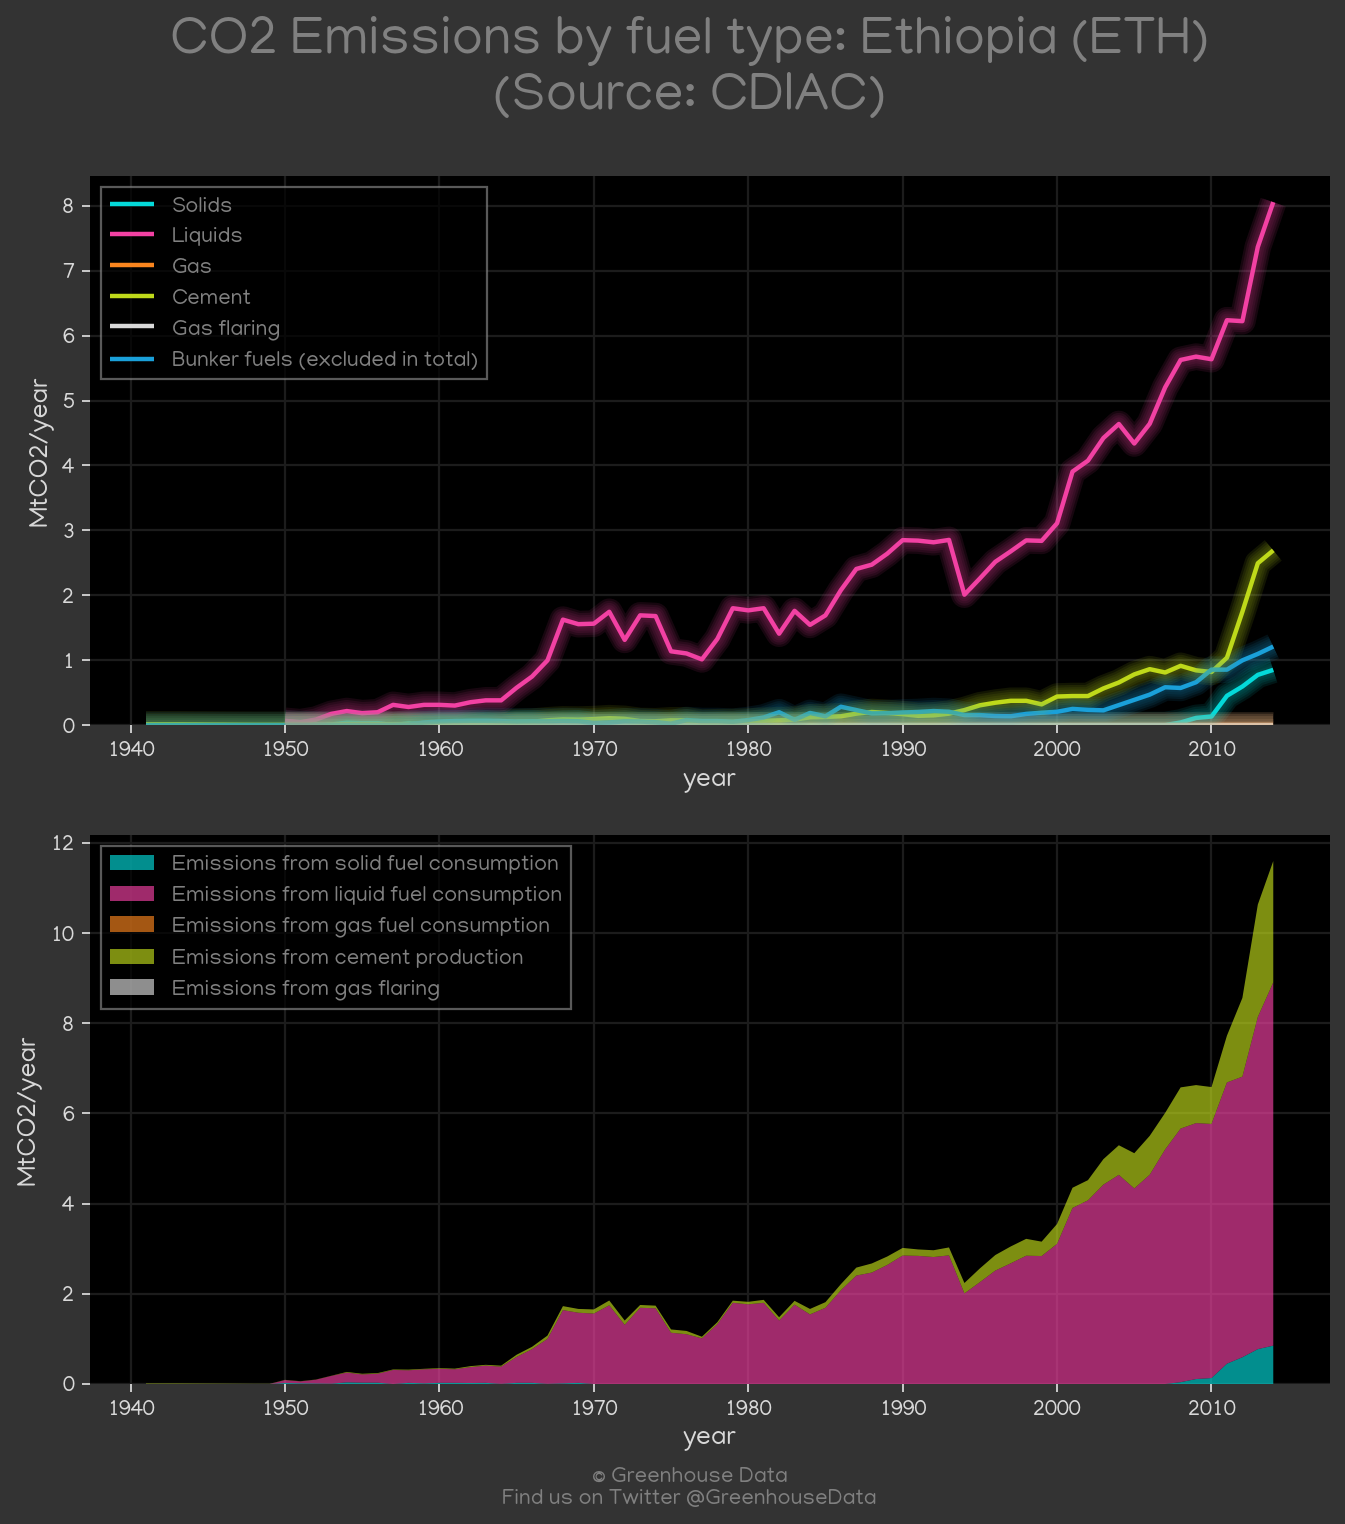 CO2 Emissions by fuel type: Ethiopia (ETH)
(Source: CDIAC)
Solids
Liquids
Gas
Cement
Gas flaring
Bunker fuels (excluded in total)
MtCO2/year
8
7
6
5
4
3
2
1
0
1940 1950 1960 1970 1980 1990 2000 2010
year
Emissions from solid fuel consumption
Emissions from liquid fuel consumption
Emissions from gas fuel consumption
Emissions from cement production
Emissions from gas flaring
MtCO2/year
12
10
8
6
4
2
0
1940 1950 1960 1970 1980 1990 2000 2010
year
© Greenhouse Data
Find us on Twitter @GreenhouseData